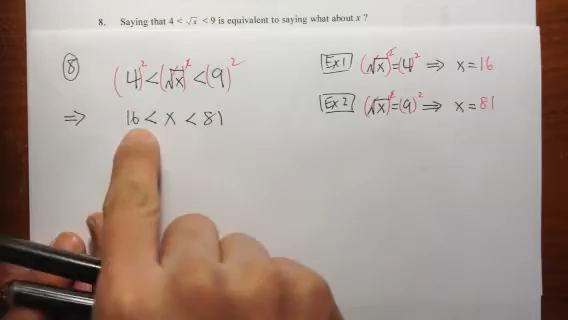 8. Saying that 4 < √x < 9 is equivalent to saying what about x ?
⑧ (4)² < (√x)² < (9)²
⇒ 16 < x < 81
Ex1 (√x)² = (4)² ⇒ x = 16
Ex2 (√x)² = (9)² ⇒ x = 81